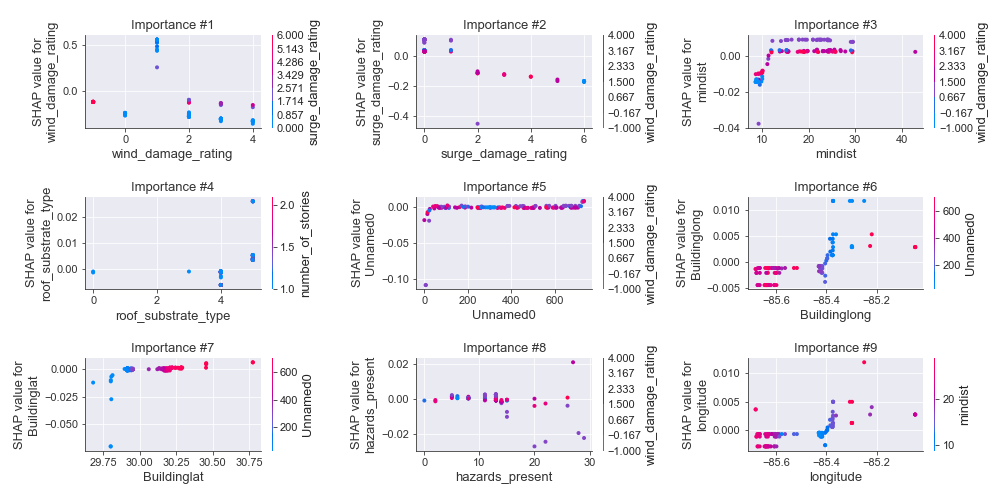 Importance #1
SHAP value for
wind_damage_rating
0.5
0.0
0
2
4
wind_damage_rating
6.000
5.143
4.286
3.429
2.571
1.714
0.857
0.000
surge_damage_rating
Importance #2
SHAP value for
surge_damage_rating
0.0
−0.2
−0.4
0
2
4
6
surge_damage_rating
4.000
3.167
2.333
1.500
0.667
−0.167
−1.000
wind_damage_rating
Importance #3
SHAP value for
mindist
0.00
−0.02
−0.04
10
20
30
40
mindist
4.000
3.167
2.333
1.500
0.667
−0.167
−1.000
wind_damage_rating
Importance #4
SHAP value for
roof_substrate_type
0.02
0.01
0.00
0
2
4
roof_substrate_type
2.0
1.5
1.0
number_of_stories
Importance #5
SHAP value for
Unnamed0
0.00
−0.05
−0.10
0
200
400
600
Unnamed0
4.000
3.167
2.333
1.500
0.667
−0.167
−1.000
wind_damage_rating
Importance #6
SHAP value for
Buildinglong
0.010
0.005
0.000
−0.005
−85.6
−85.4
−85.2
Buildinglong
600
400
200
Unnamed0
Importance #7
SHAP value for
Buildinglat
0.000
−0.025
−0.050
29.75
30.00
30.25
30.50
30.75
Buildinglat
600
400
200
Unnamed0
Importance #8
SHAP value for
hazards_present
0.02
0.00
−0.02
0
10
20
30
hazards_present
4.000
3.167
2.333
1.500
0.667
−0.167
−1.000
wind_damage_rating
Importance #9
SHAP value for
longitude
0.010
0.005
0.000
−85.6
−85.4
−85.2
longitude
20
10
mindist